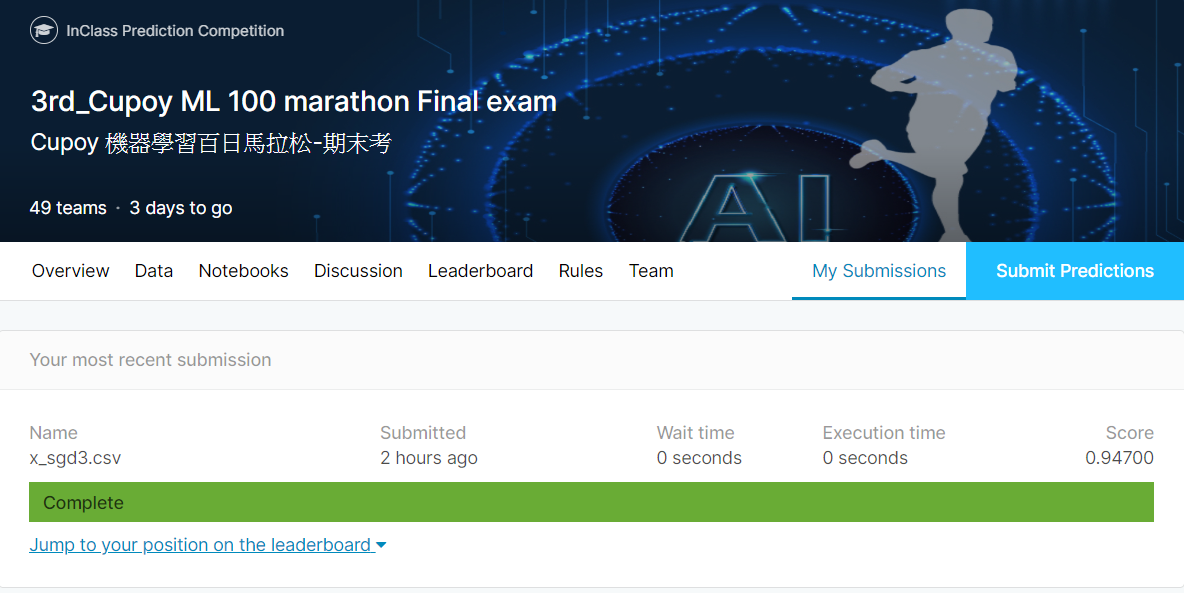 InClass Prediction Competition
3rd_Cupoy ML 100 marathon Final exam
Cupoy 機器學習百日馬拉松-期末考
49 teams · 3 days to go
AI
Overview Data Notebooks Discussion Leaderboard Rules Team My Submissions Submit Predictions
Your most recent submission
Name Submitted Wait time Execution time Score
x_sgd3.csv 2 hours ago 0 seconds 0 seconds 0.94700
Complete
Jump to your position on the leaderboard